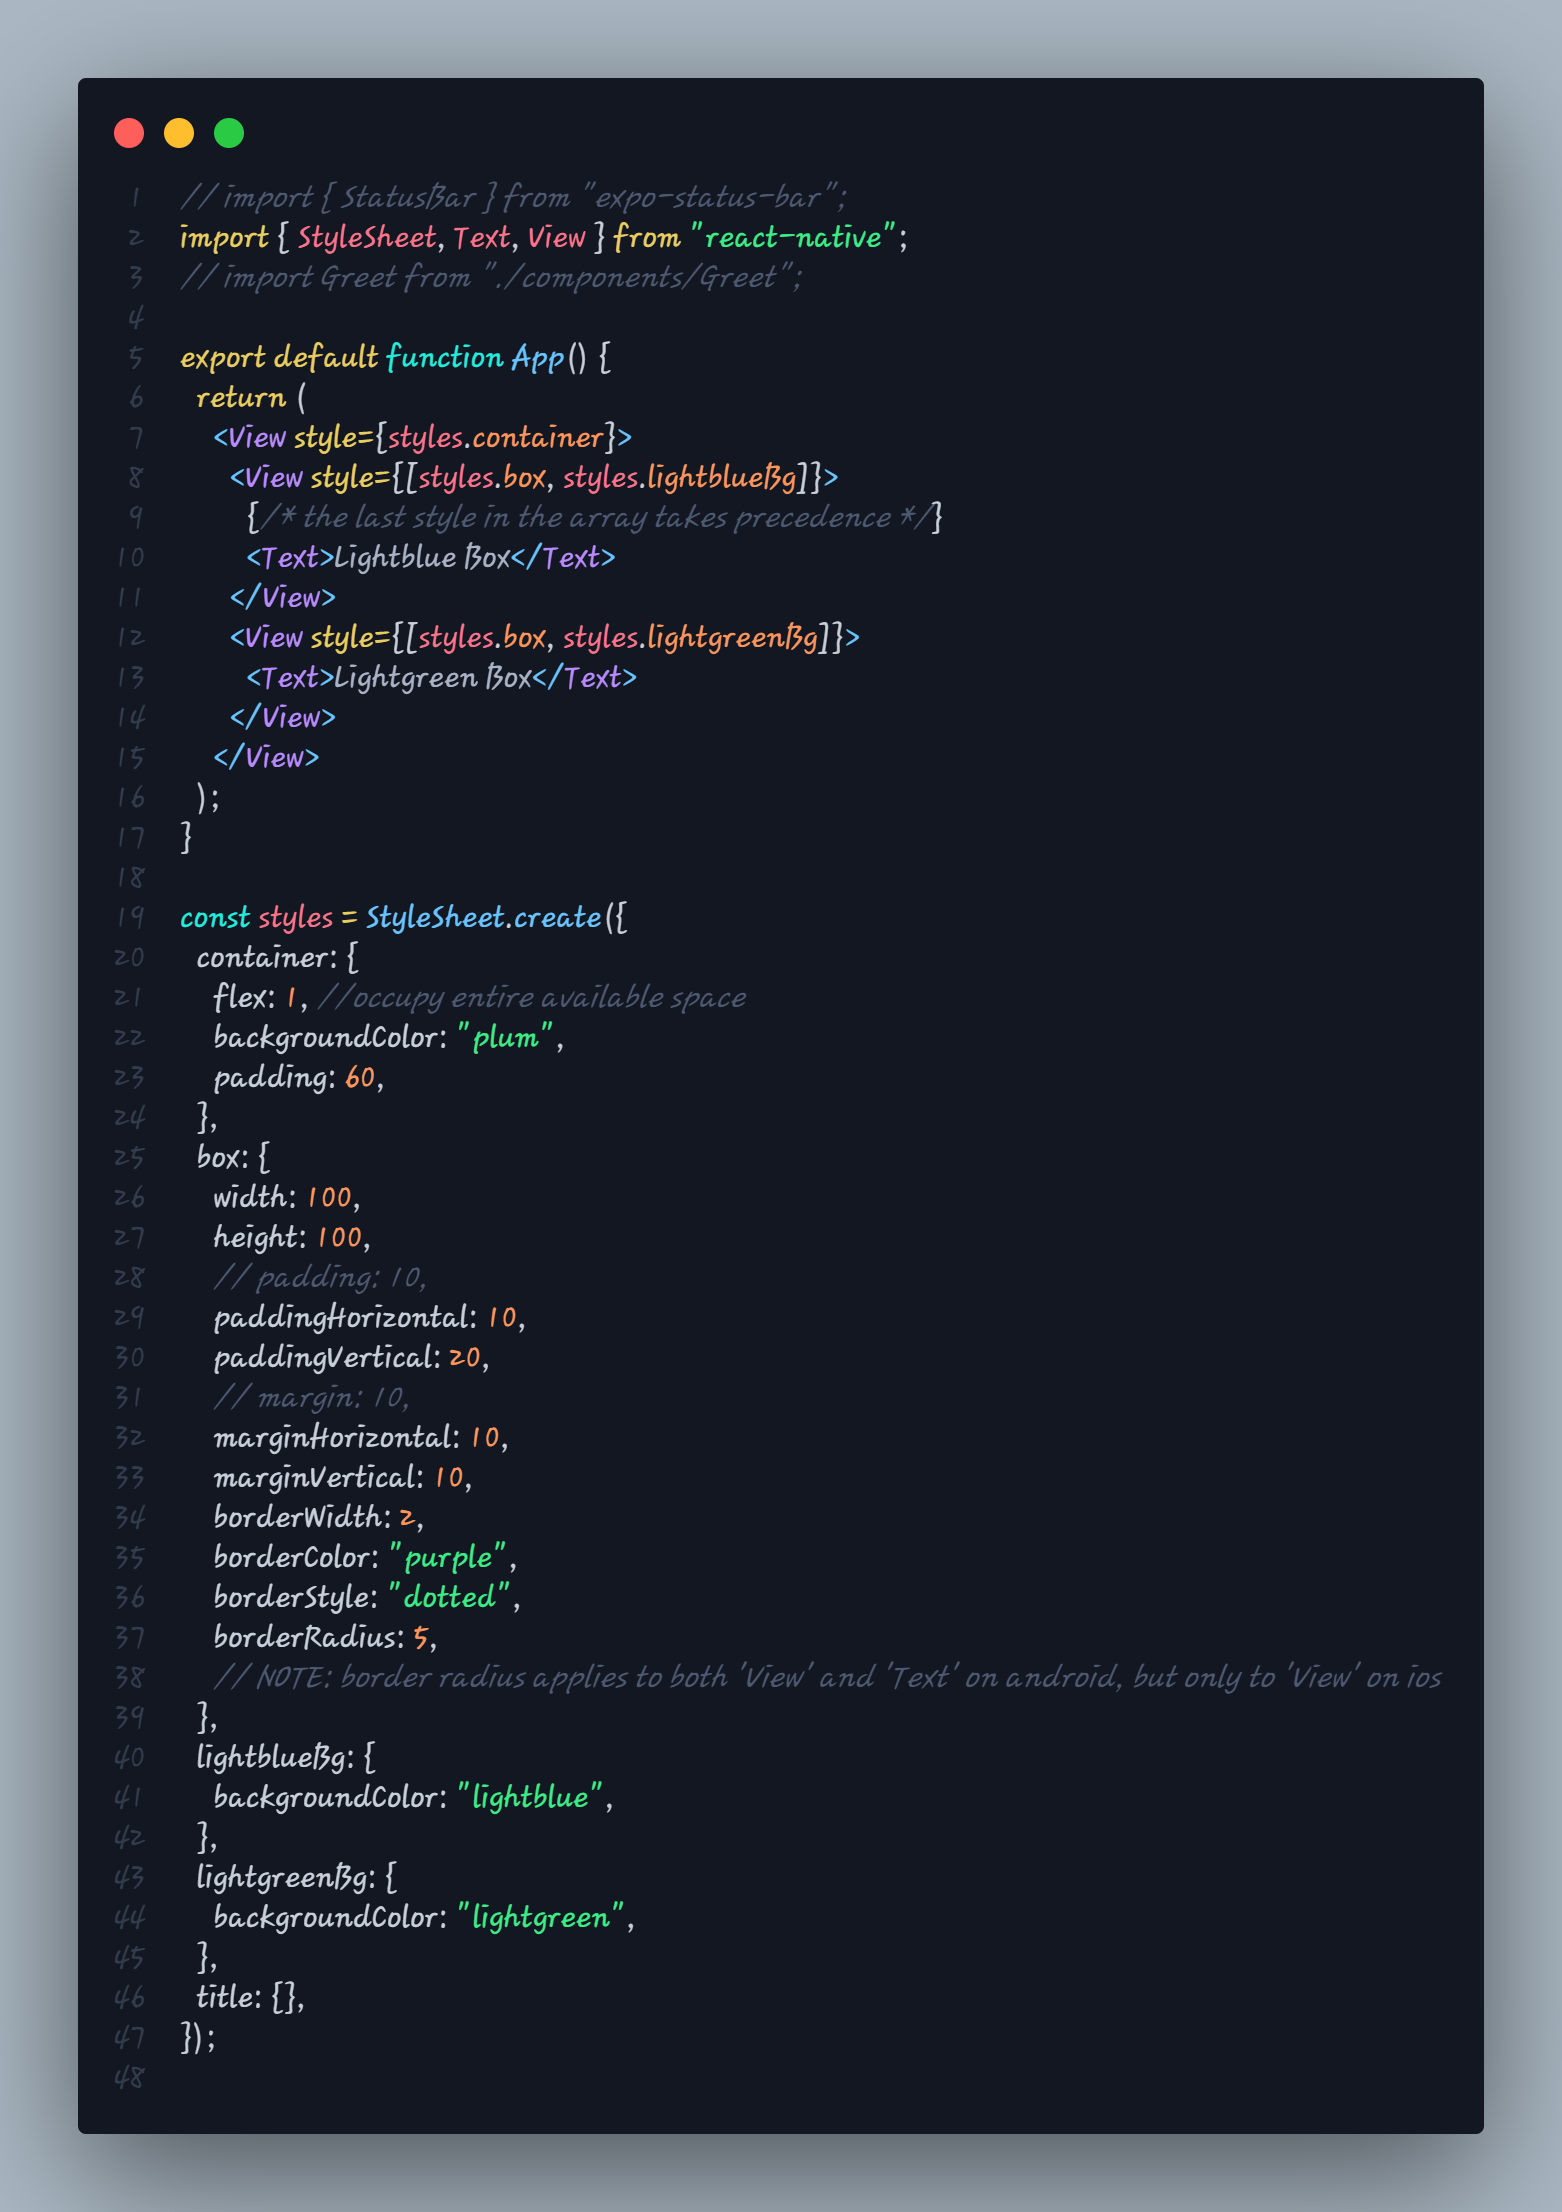 1 // import { StatusBar } from "expo-status-bar";
2 import { StyleSheet, Text, View } from "react-native";
3 // import Greet from "./components/Greet";
4
5 export default function App() {
6   return (
7     <View style={styles.container}>
8       <View style={[styles.box, styles.lightblueBg]}>
9         {/* the last style in the array takes precedence */}
10         <Text>Lightblue Box</Text>
11       </View>
12       <View style={[styles.box, styles.lightgreenBg]}>
13         <Text>Lightgreen Box</Text>
14       </View>
15     </View>
16   );
17 }
18
19 const styles = StyleSheet.create({
20   container: {
21     flex: 1, //occupy entire available space
22     backgroundColor: "plum",
23     padding: 60,
24   },
25   box: {
26     width: 100,
27     height: 100,
28     // padding: 10,
29     paddingHorizontal: 10,
30     paddingVertical: 20,
31     // margin: 10,
32     marginHorizontal: 10,
33     marginVertical: 10,
34     borderWidth: 2,
35     borderColor: "purple",
36     borderStyle: "dotted",
37     borderRadius: 5,
38     // NOTE: border radius applies to both 'View' and 'Text' on android, but only to 'View' on ios
39   },
40   lightblueBg: {
41     backgroundColor: "lightblue",
42   },
43   lightgreenBg: {
44     backgroundColor: "lightgreen",
45   },
46   title: {},
47 });
48